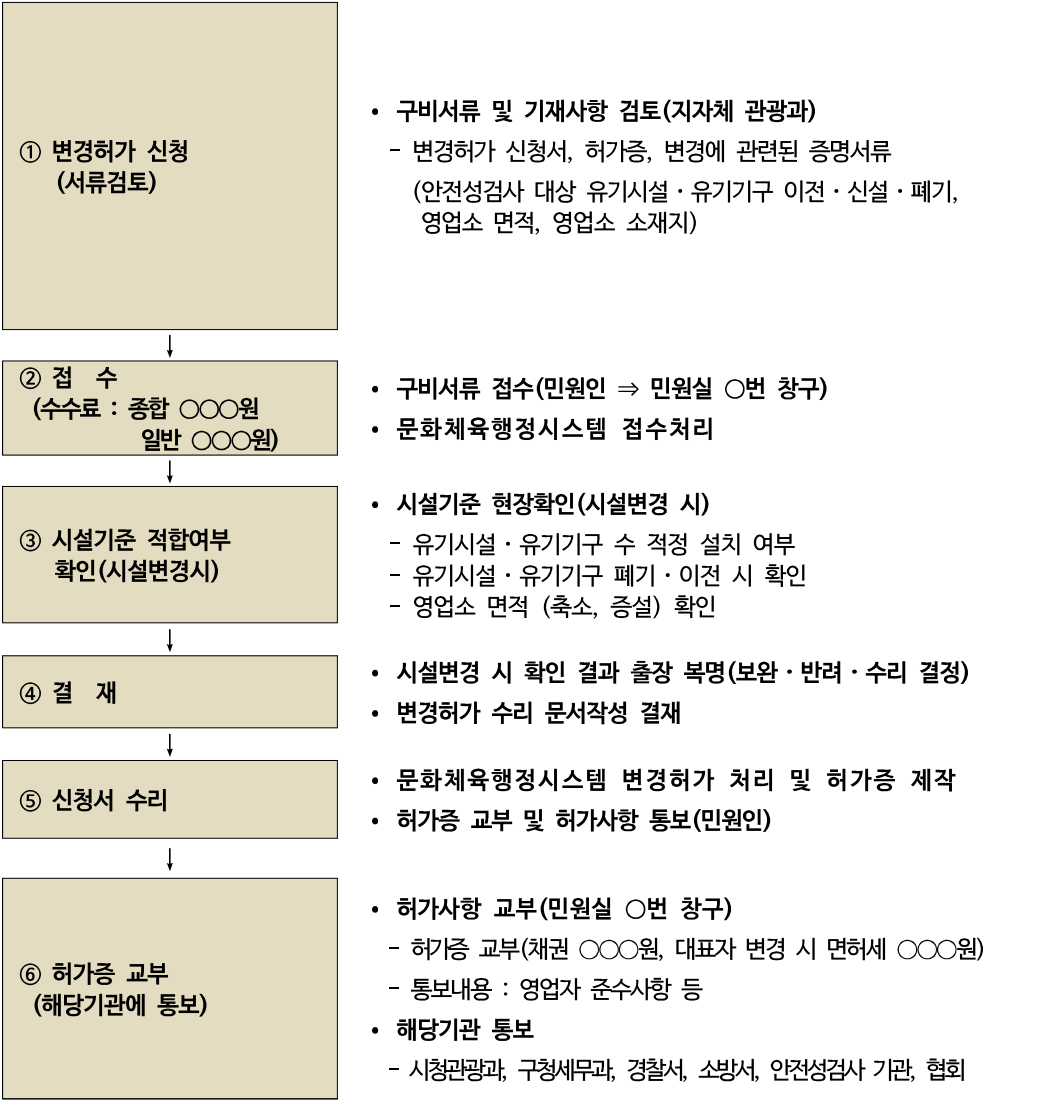 ① 변경허가 신청
(서류검토)
• 구비서류 및 기재사항 검토(지자체 관광과)
- 변경허가 신청서, 허가증, 변경에 관련된 증명서류
(안전성검사 대상 유기시설·유기기구 이전·신설·폐기,
영업소 면적, 영업소 소재지)
② 접 수
(수수료 : 종합 ○○○원
일반 ○○○원)
• 구비서류 접수(민원인 ⇒ 민원실 ○번 창구)
• 문화체육행정시스템 접수처리
③ 시설기준 적합여부
확인(시설변경시)
• 시설기준 현장확인(시설변경 시)
- 유기시설·유기기구 수 적정 설치 여부
- 유기시설·유기기구 폐기·이전 시 확인
- 영업소 면적 (축소, 증설) 확인
④ 결 재
• 시설변경 시 확인 결과 출장 복명(보완·반려·수리 결정)
• 변경허가 수리 문서작성 결재
⑤ 신청서 수리
• 문화체육행정시스템 변경허가 처리 및 허가증 제작
• 허가증 교부 및 허가사항 통보(민원인)
⑥ 허가증 교부
(해당기관에 통보)
• 허가사항 교부(민원실 ○번 창구)
- 허가증 교부(채권 ○○○원, 대표자 변경 시 면허세 ○○○원)
- 통보내용 : 영업자 준수사항 등
• 해당기관 통보
- 시청관광과, 구청세무과, 경찰서, 소방서, 안전성검사 기관, 협회